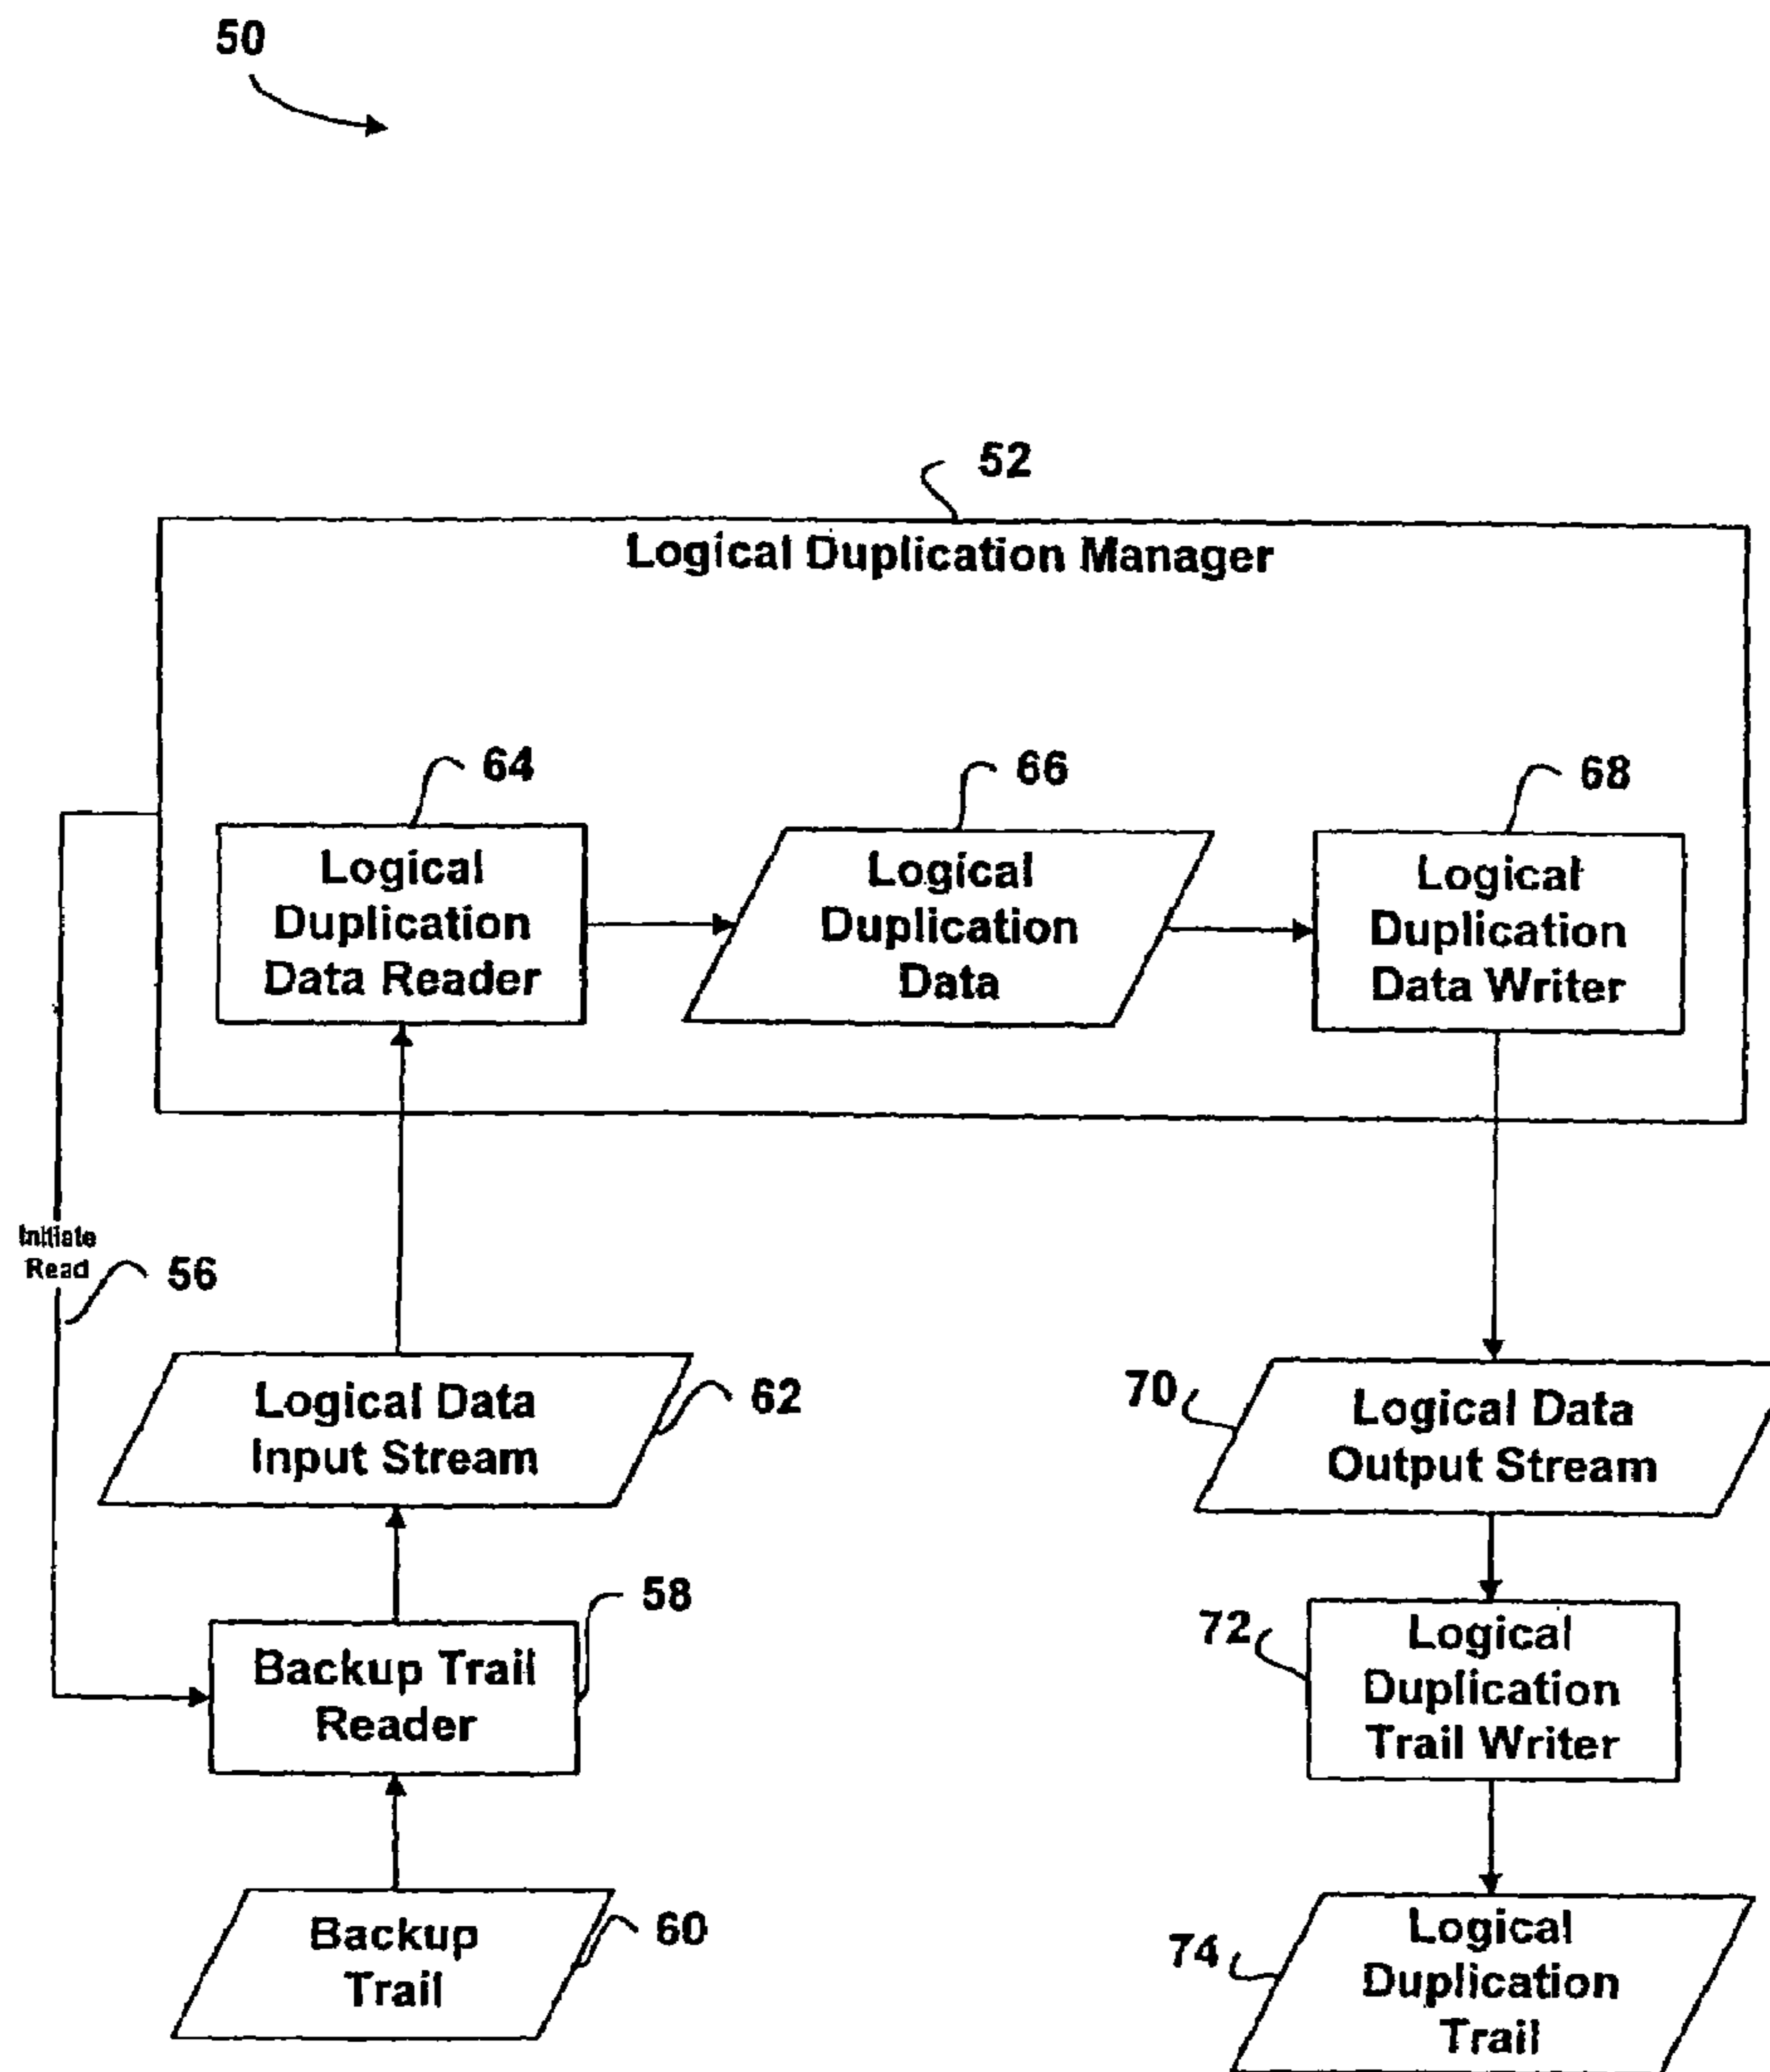 50
52
Logical Duplication Manager
64
66
68
Logical
Duplication
Data Reader
Logical
Duplication
Data
Logical
Duplication
Data Writer
Initiate
Read
56
Logical Data
Input Stream
62
70
Logical Data
Output Stream
58
Backup Trail
Reader
72
Logical
Duplication
Trail Writer
Backup
Trail
60
74
Logical
Duplication
Trail